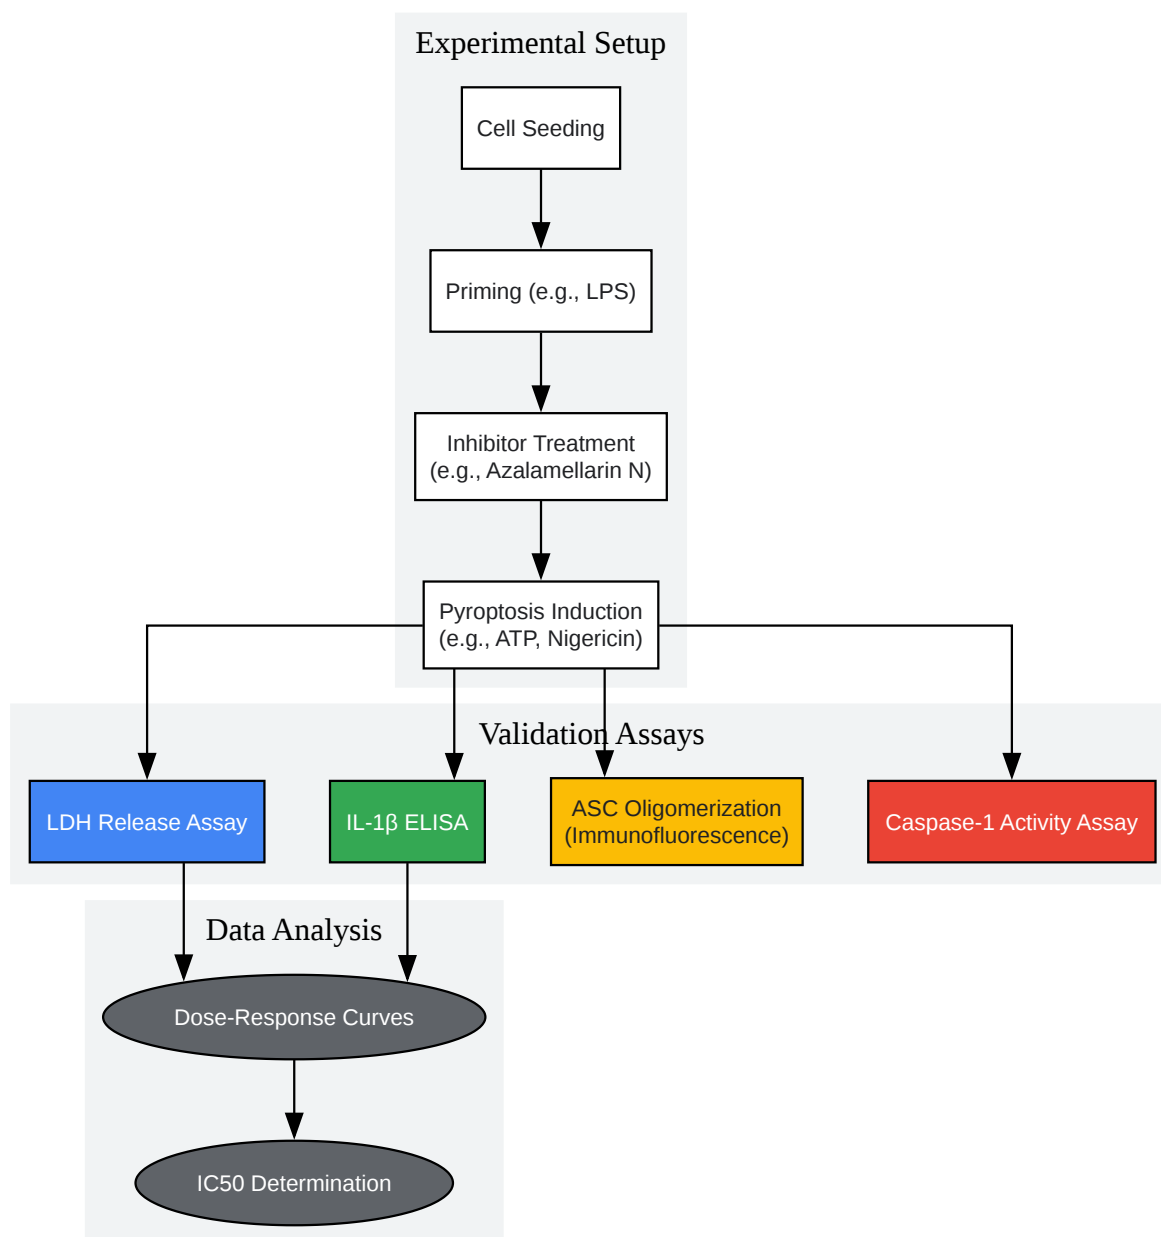 Experimental Setup
Cell Seeding
Priming (e.g., LPS)
Inhibitor Treatment
(e.g., Azalamellarin N)
Pyroptosis Induction
(e.g., ATP, Nigericin)
Validation Assays
LDH Release Assay
IL-1β ELISA
ASC Oligomerization
(Immunofluorescence)
Caspase-1 Activity Assay
Data Analysis
Dose-Response Curves
IC50 Determination